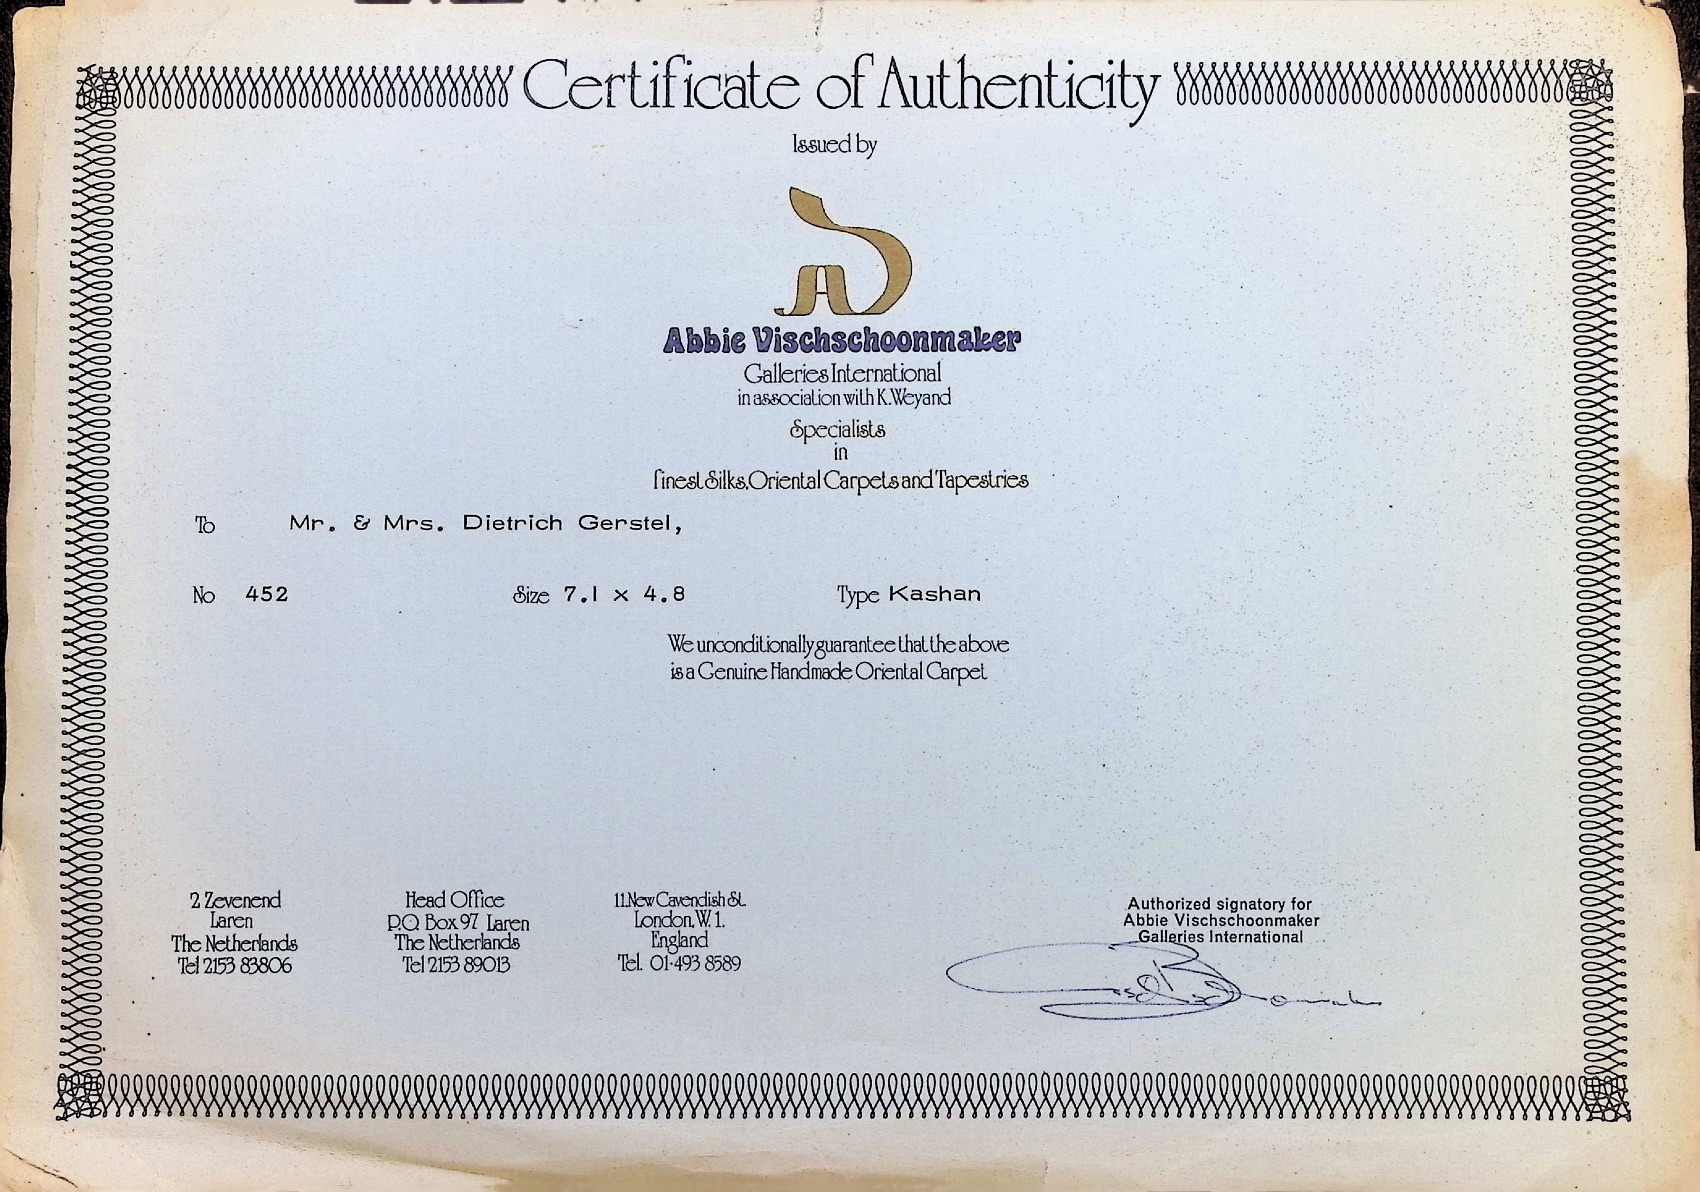 Certificate of Authenticity
Issued by
Abbie Vischschoonmaker
Galleries International
in association with K. Weyand
Specialists
in
finest Silks, Oriental Carpets and Tapestries
To Mr. & Mrs. Dietrich Gerstel,
No 452 Size 7.1 x 4.8 Type Kashan
We unconditionally guarantee that the above
is a Genuine Handmade Oriental Carpet
2 Zevenend
Laren
The Netherlands
Tel 2153 83806
Head Office
P.O. Box 97 Laren
The Netherlands
Tel 2153 89013
11 New Cavendish St.
London, W.1.
England
Tel. 01-493 8589
Authorized signatory for
Abbie Vischschoonmaker
Galleries International